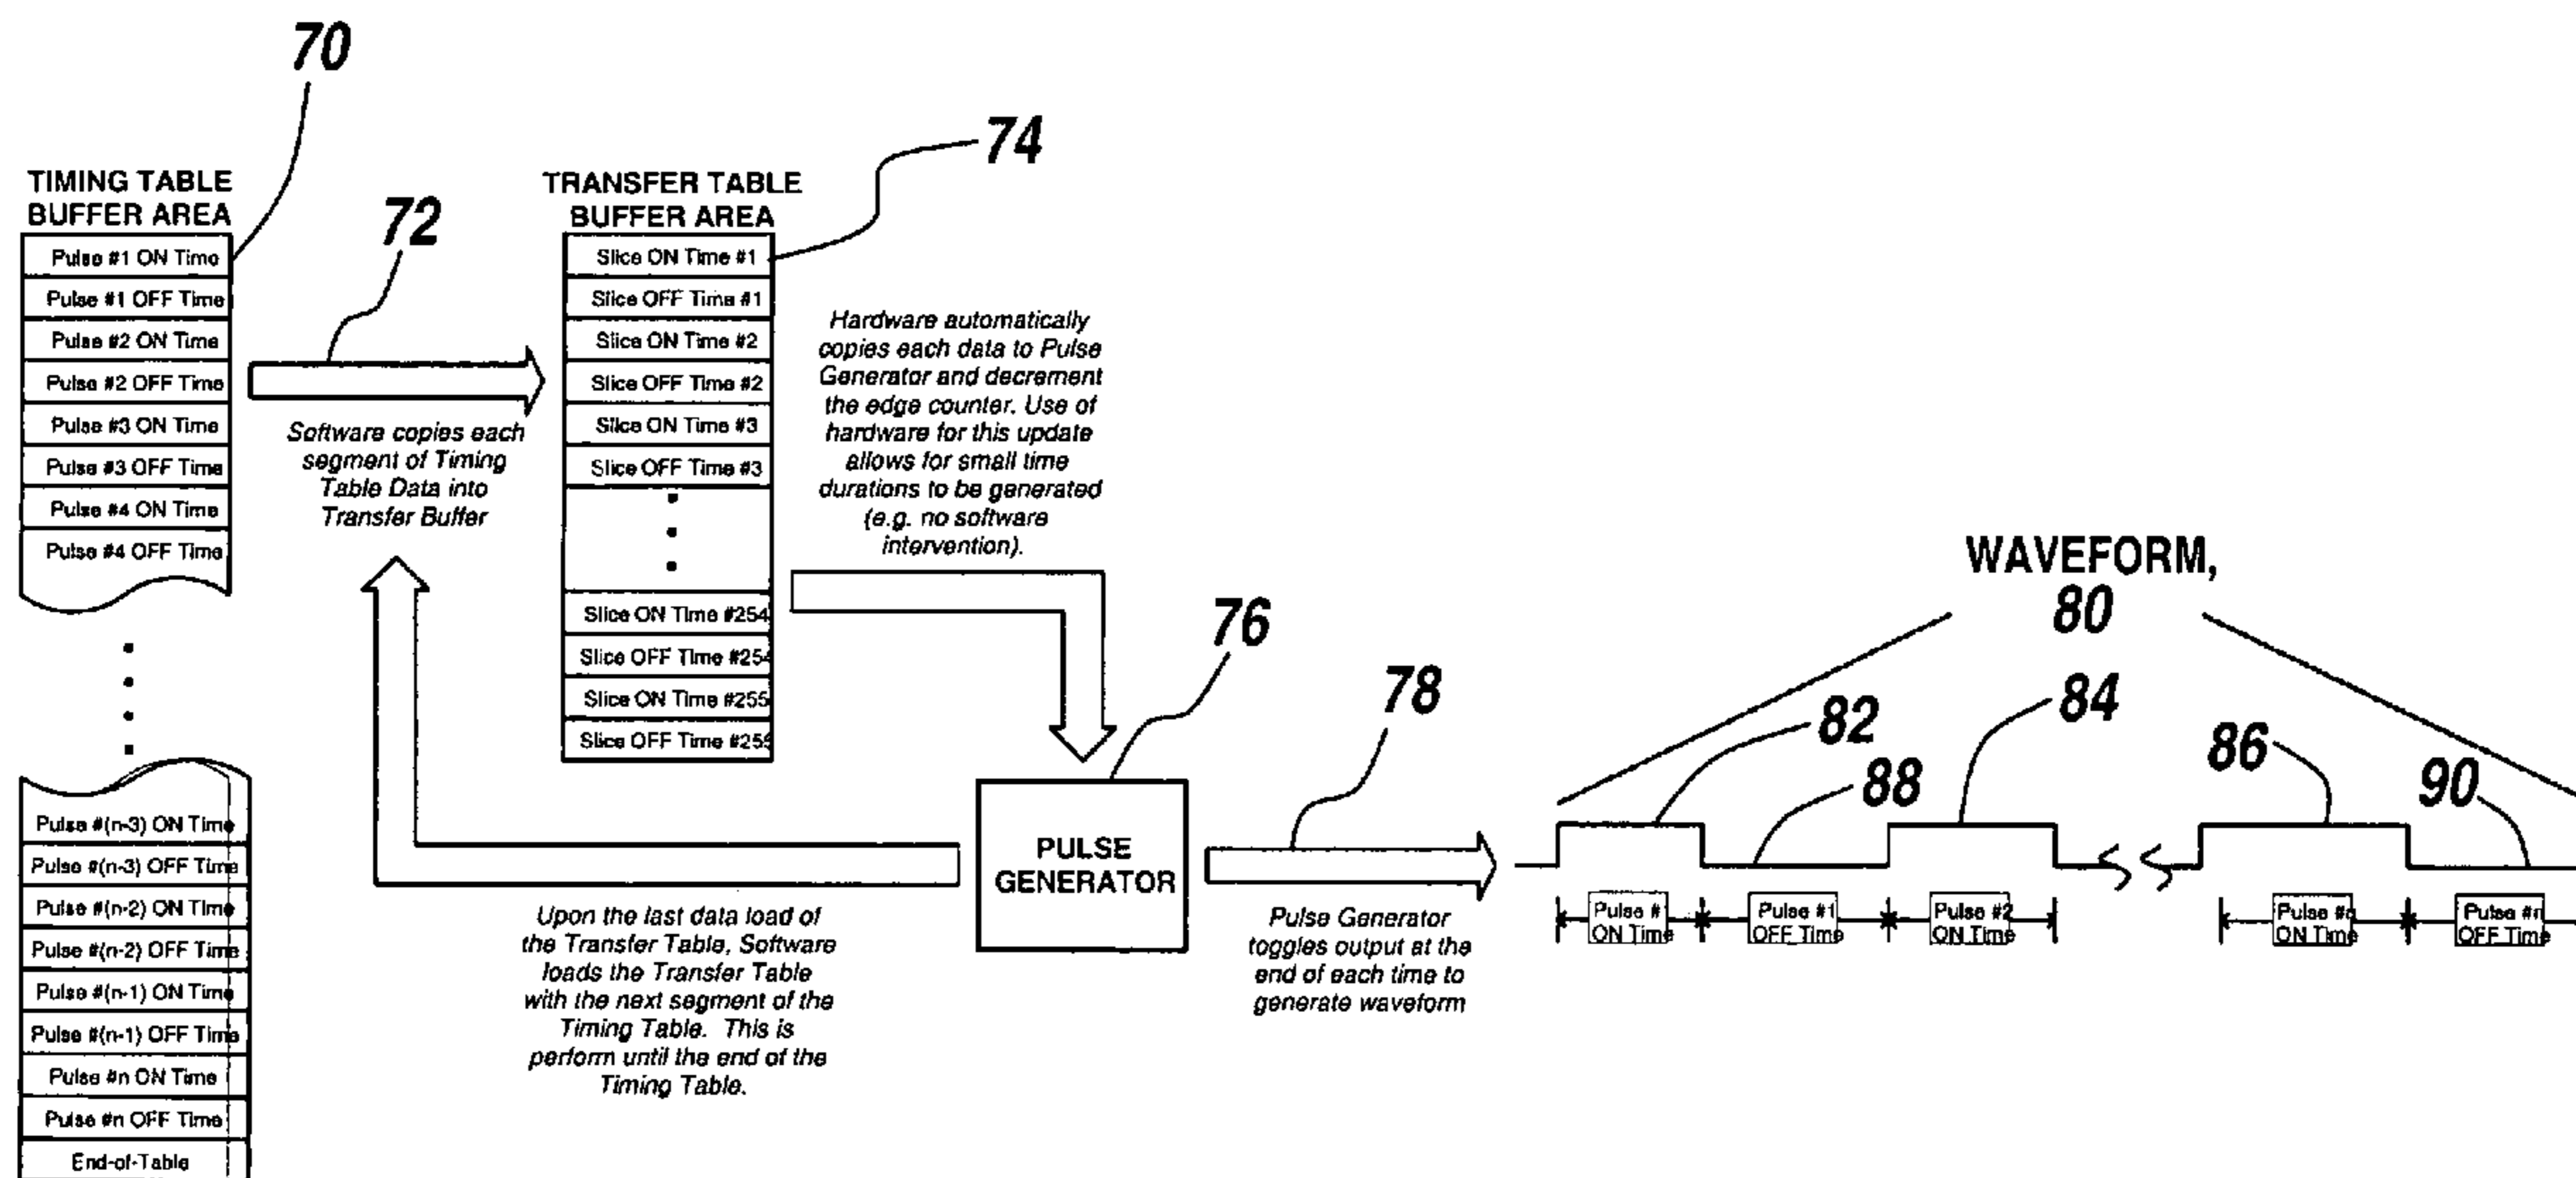 70
TIMING TABLE
BUFFER AREA
Pulse #1 ON Time
Pulse #1 OFF Time
Pulse #2 ON Time
Pulse #2 OFF Time
Pulse #3 ON Time
Pulse #3 OFF Time
Pulse #4 ON Time
Pulse #4 OFF Time
Pulse #(n-3) ON Time
Pulse #(n-3) OFF Time
Pulse #(n-2) ON Time
Pulse #(n-2) OFF Time
Pulse #(n-1) ON Time
Pulse #(n-1) OFF Time
Pulse #n ON Time
Pulse #n OFF Time
End-of-Table
72
Software copies each
segment of Timing
Table Data into
Transfer Buffer
74
TRANSFER TABLE
BUFFER AREA
Slice ON Time #1
Slice OFF Time #1
Slice ON Time #2
Slice OFF Time #2
Slice ON Time #3
Slice OFF Time #3
Slice ON Time #254
Slice OFF Time #254
Slice ON Time #255
Slice OFF Time #255
Hardware automatically
copies each data to Pulse
Generator and decrement
the edge counter. Use of
hardware for this update
allows for small time
durations to be generated
(e.g. no software
intervention).
76
PULSE
GENERATOR
Upon the last data load of
the Transfer Table, Software
loads the Transfer Table
with the next segment of the
Timing Table. This is
perform until the end of the
Timing Table.
78
Pulse Generator
toggles output at the
end of each time to
generate waveform
WAVEFORM,
80
82
84
86
88
90
Pulse #
ON Time
Pulse #1
OFF Time
Pulse #2
ON Time
Pulse #n
ON Time
Pulse #n
OFF Time